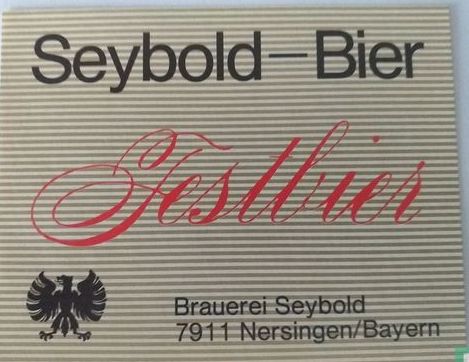 Seybold-Bier
Festbier
Brauerei Seybold
7911 Nersingen/Bayern